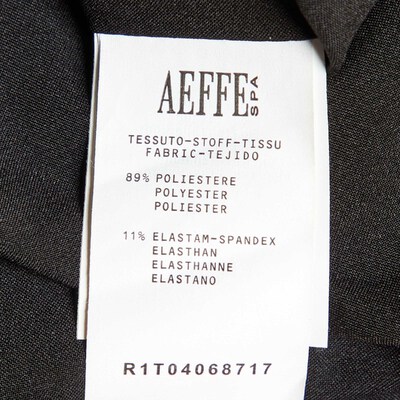 AEFFE SPA
TESSUTO-STOFF-TISSU
FABRIC-TEJIDO
89% POLIESTERE
POLYESTER
POLIESTER
11% ELASTAM-SPANDEX
ELASTHAN
ELASTHANNE
ELASTANO
R1T04068717